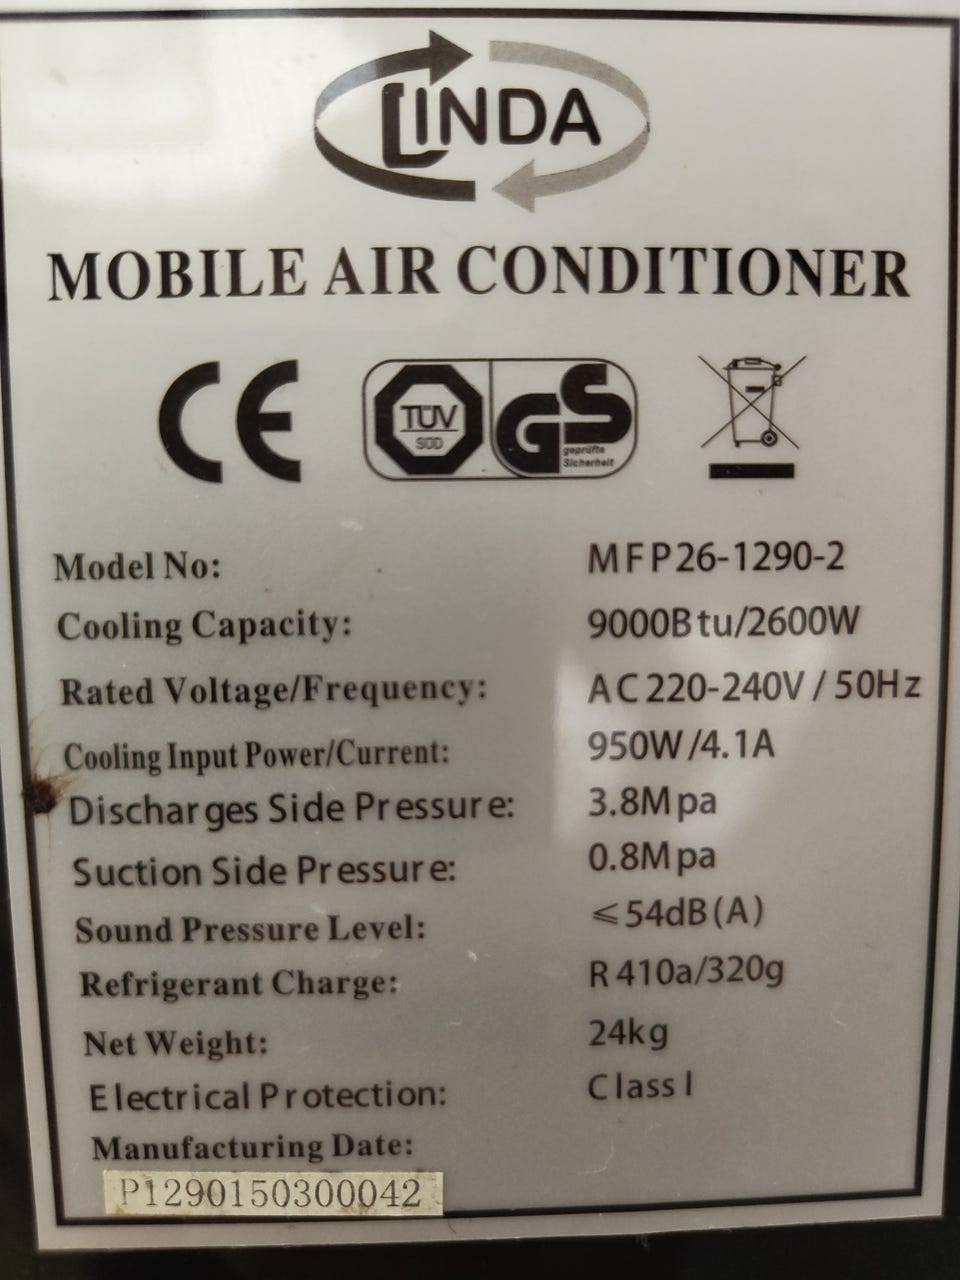 LINDA
MOBILE AIR CONDITIONER
CE TÜV SÜD GS geprüfte Sicherheit
Model No: MFP26-1290-2
Cooling Capacity: 9000Btu/2600W
Rated Voltage/Frequency: AC220-240V/50Hz
Cooling Input Power/Current: 950W/4.1A
Discharges Side Pressure: 3.8Mpa
Suction Side Pressure: 0.8Mpa
Sound Pressure Level: ≤54dB(A)
Refrigerant Charge: R410a/320g
Net Weight: 24kg
Electrical Protection: Class I
Manufacturing Date:
P1290150300042